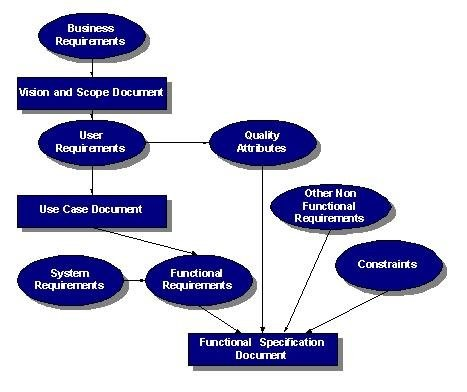 Business
Requirements
Vision and Scope Document
User
Requirements
Quality
Attributes
Use Case Document
Other Non
Functional
Requirements
System
Requirements
Functional
Requirements
Constraints
Functional Specification
Document